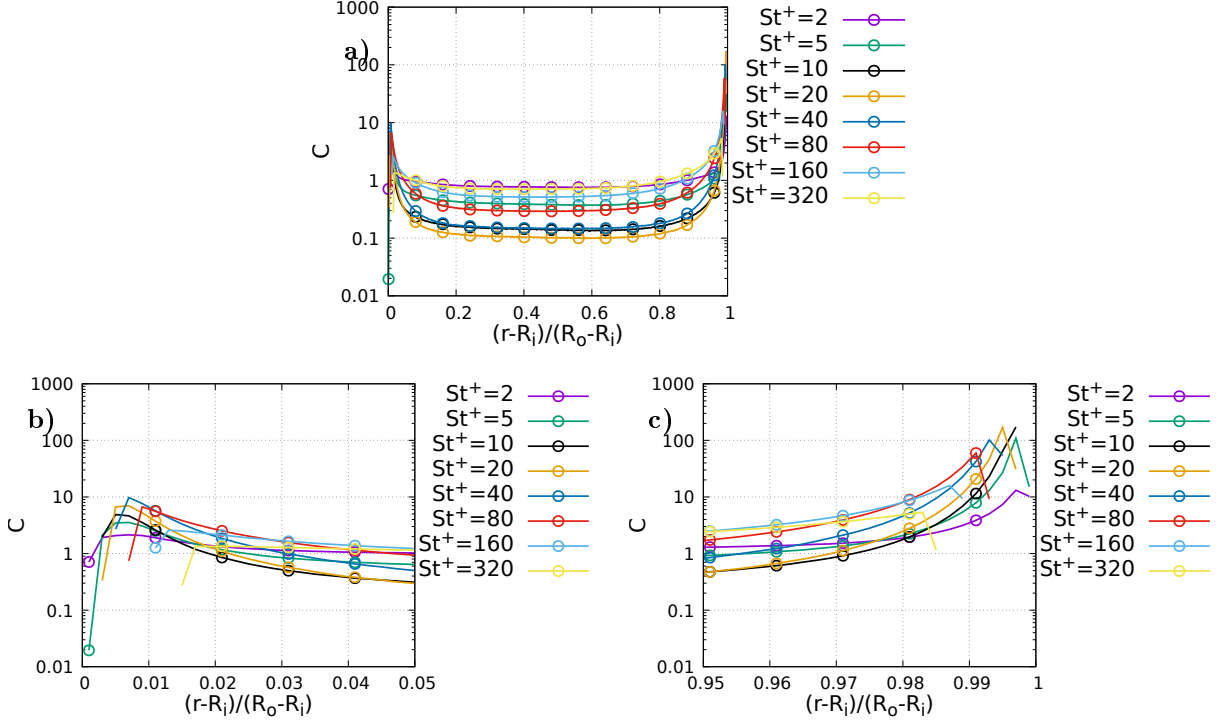 a)
1000
100
10
1
0.1
0.01
C
0
0.2
0.4
0.6
0.8
1
(r-Ri)/(Ro-Ri)
St+=2
St+=5
St+=10
St+=20
St+=40
St+=80
St+=160
St+=320
b)
1000
100
10
1
0.1
0.01
C
0
0.01
0.02
0.03
0.04
0.05
(r-Ri)/(Ro-Ri)
St+=2
St+=5
St+=10
St+=20
St+=40
St+=80
St+=160
St+=320
c)
1000
100
10
1
0.1
0.01
C
0.95
0.96
0.97
0.98
0.99
1
(r-Ri)/(Ro-Ri)
St+=2
St+=5
St+=10
St+=20
St+=40
St+=80
St+=160
St+=320